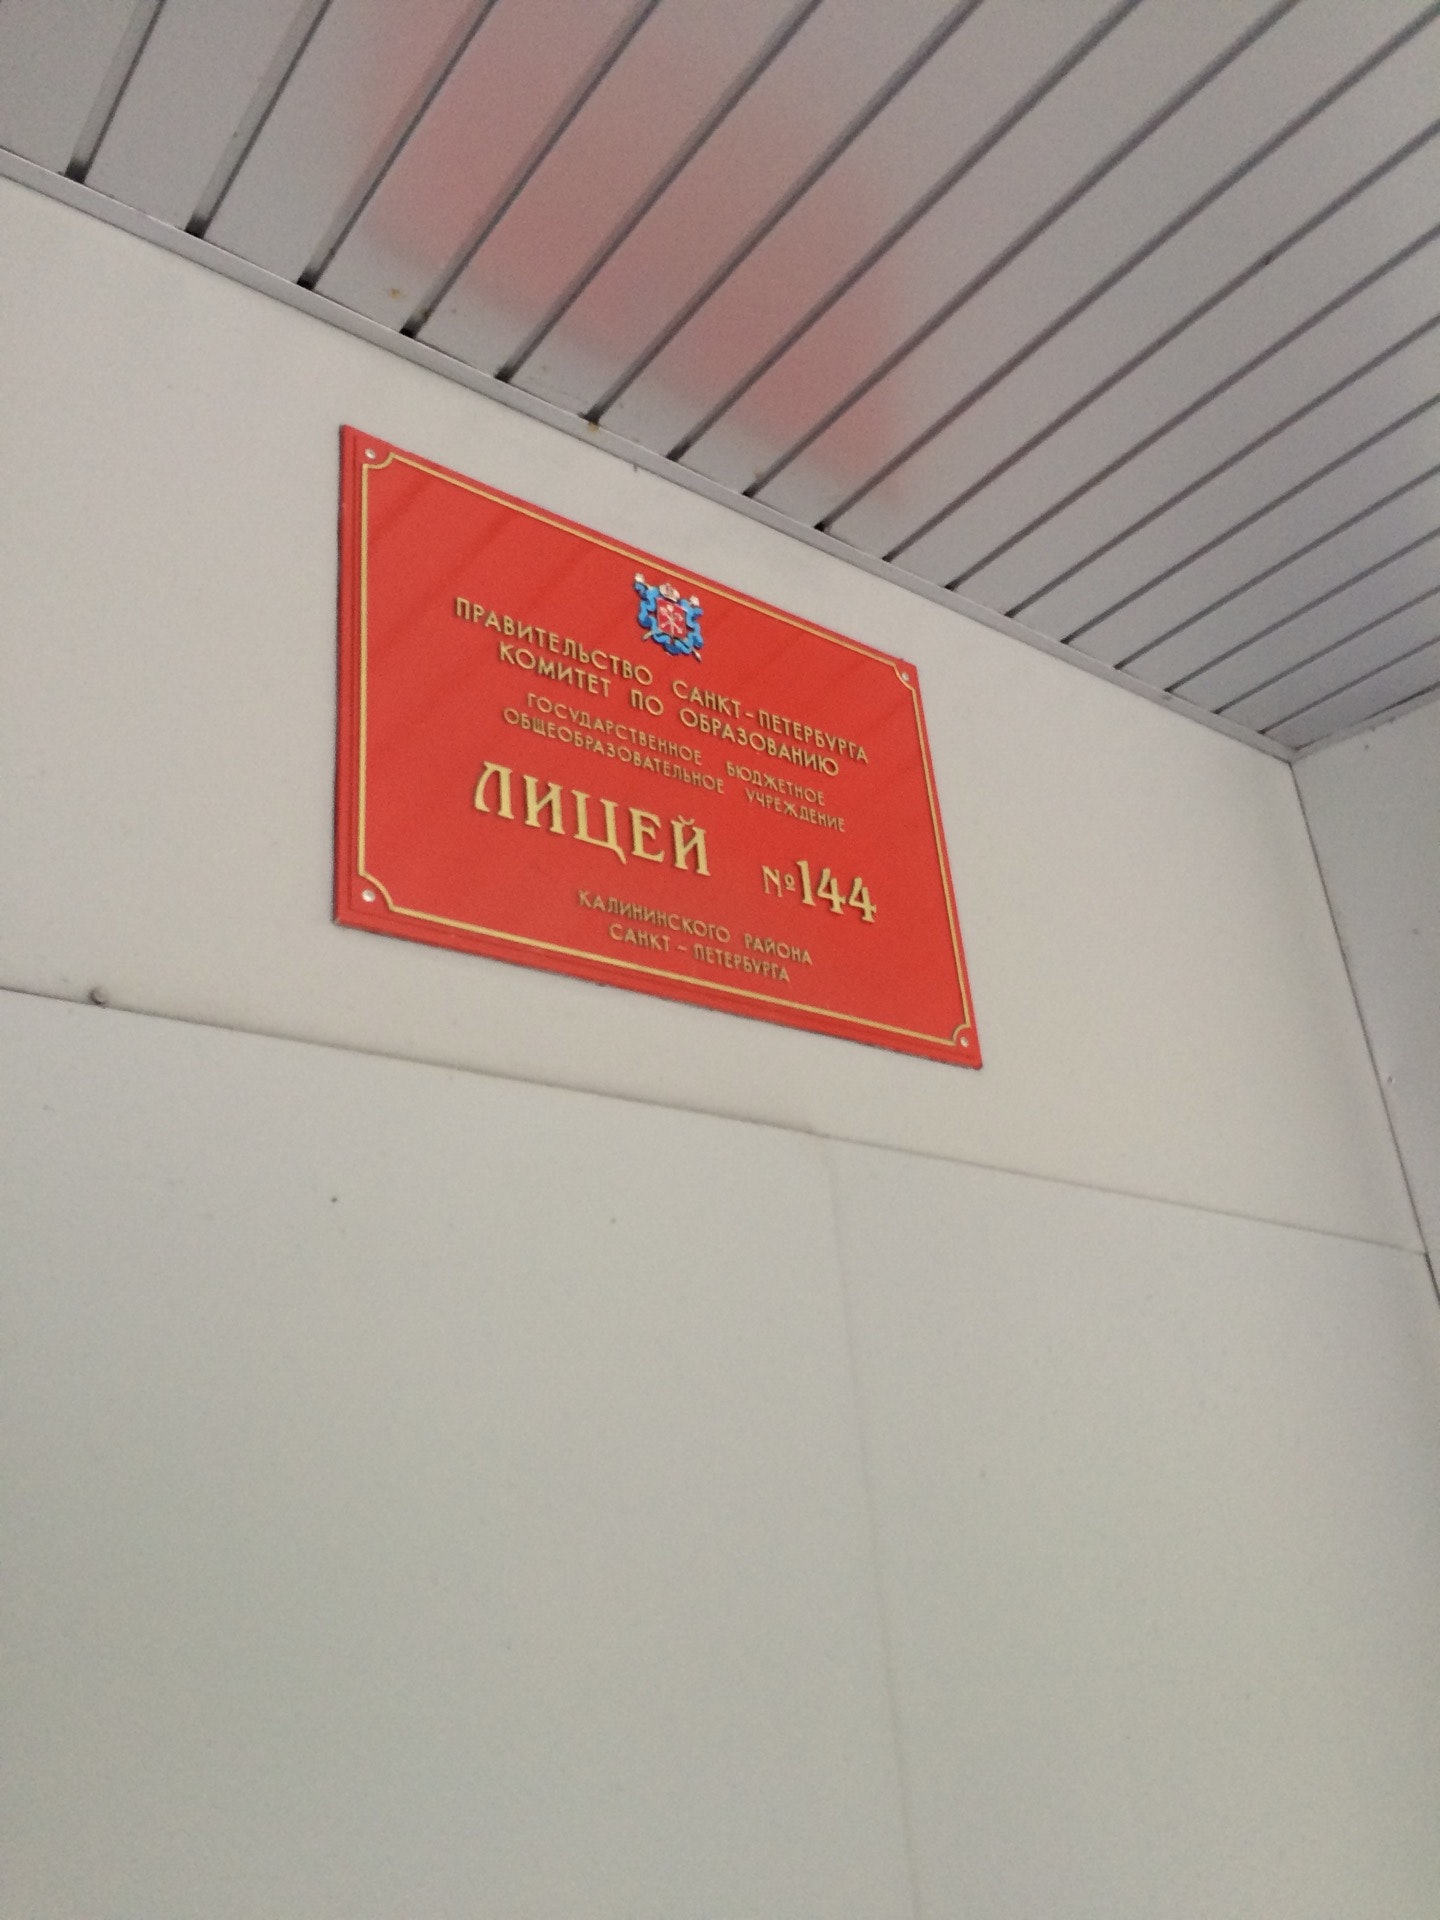 ПРАВИТЕЛЬСТВО САНКТ-ПЕТЕРБУРГА
КОМИТЕТ ПО ОБРАЗОВАНИЮ
ГОСУДАРСТВЕННОЕ БЮДЖЕТНОЕ
ОБЩЕОБРАЗОВАТЕЛЬНОЕ УЧРЕЖДЕНИЕ
ЛИЦЕЙ №144
КАЛИНИНСКОГО РАЙОНА
САНКТ-ПЕТЕРБУРГА